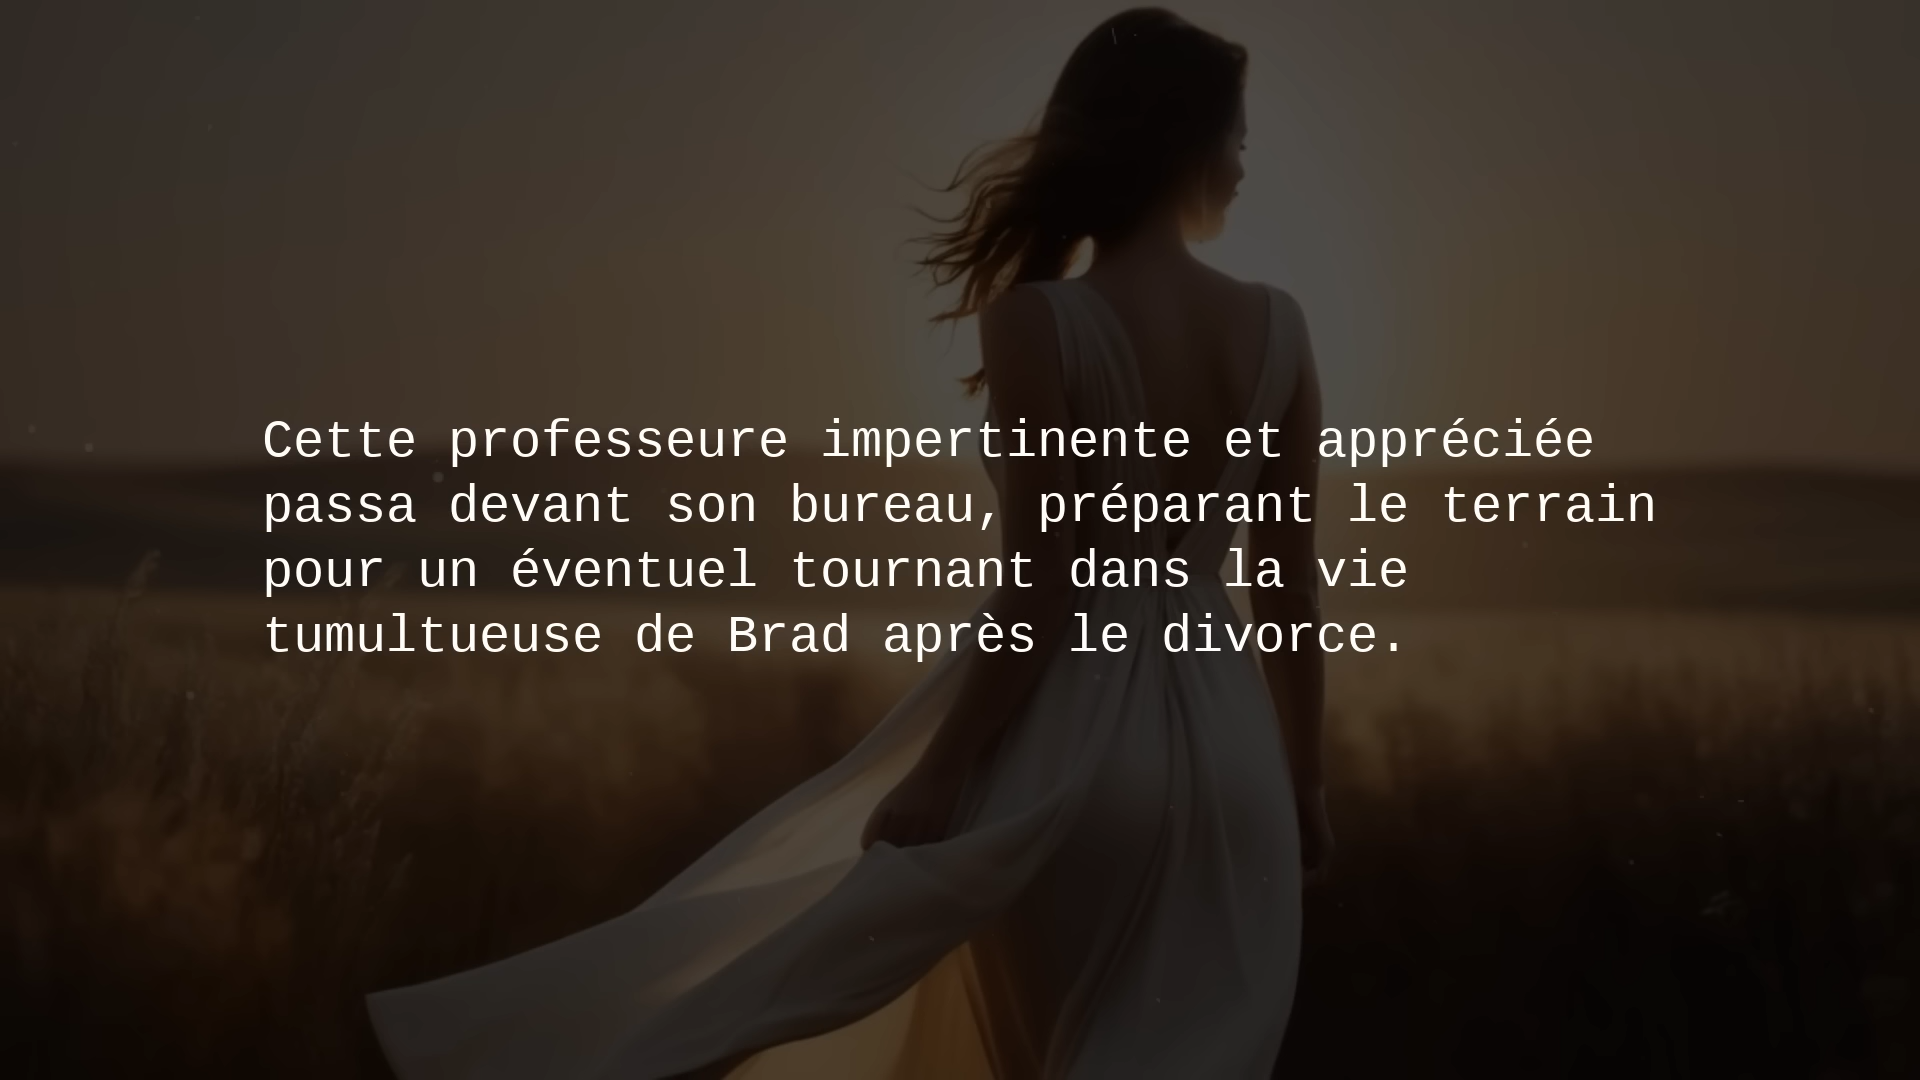 Cette professeure impertinente et appréciée
passa devant son bureau, préparant le terrain
pour un éventuel tournant dans la vie
tumultueuse de Brad après le divorce.